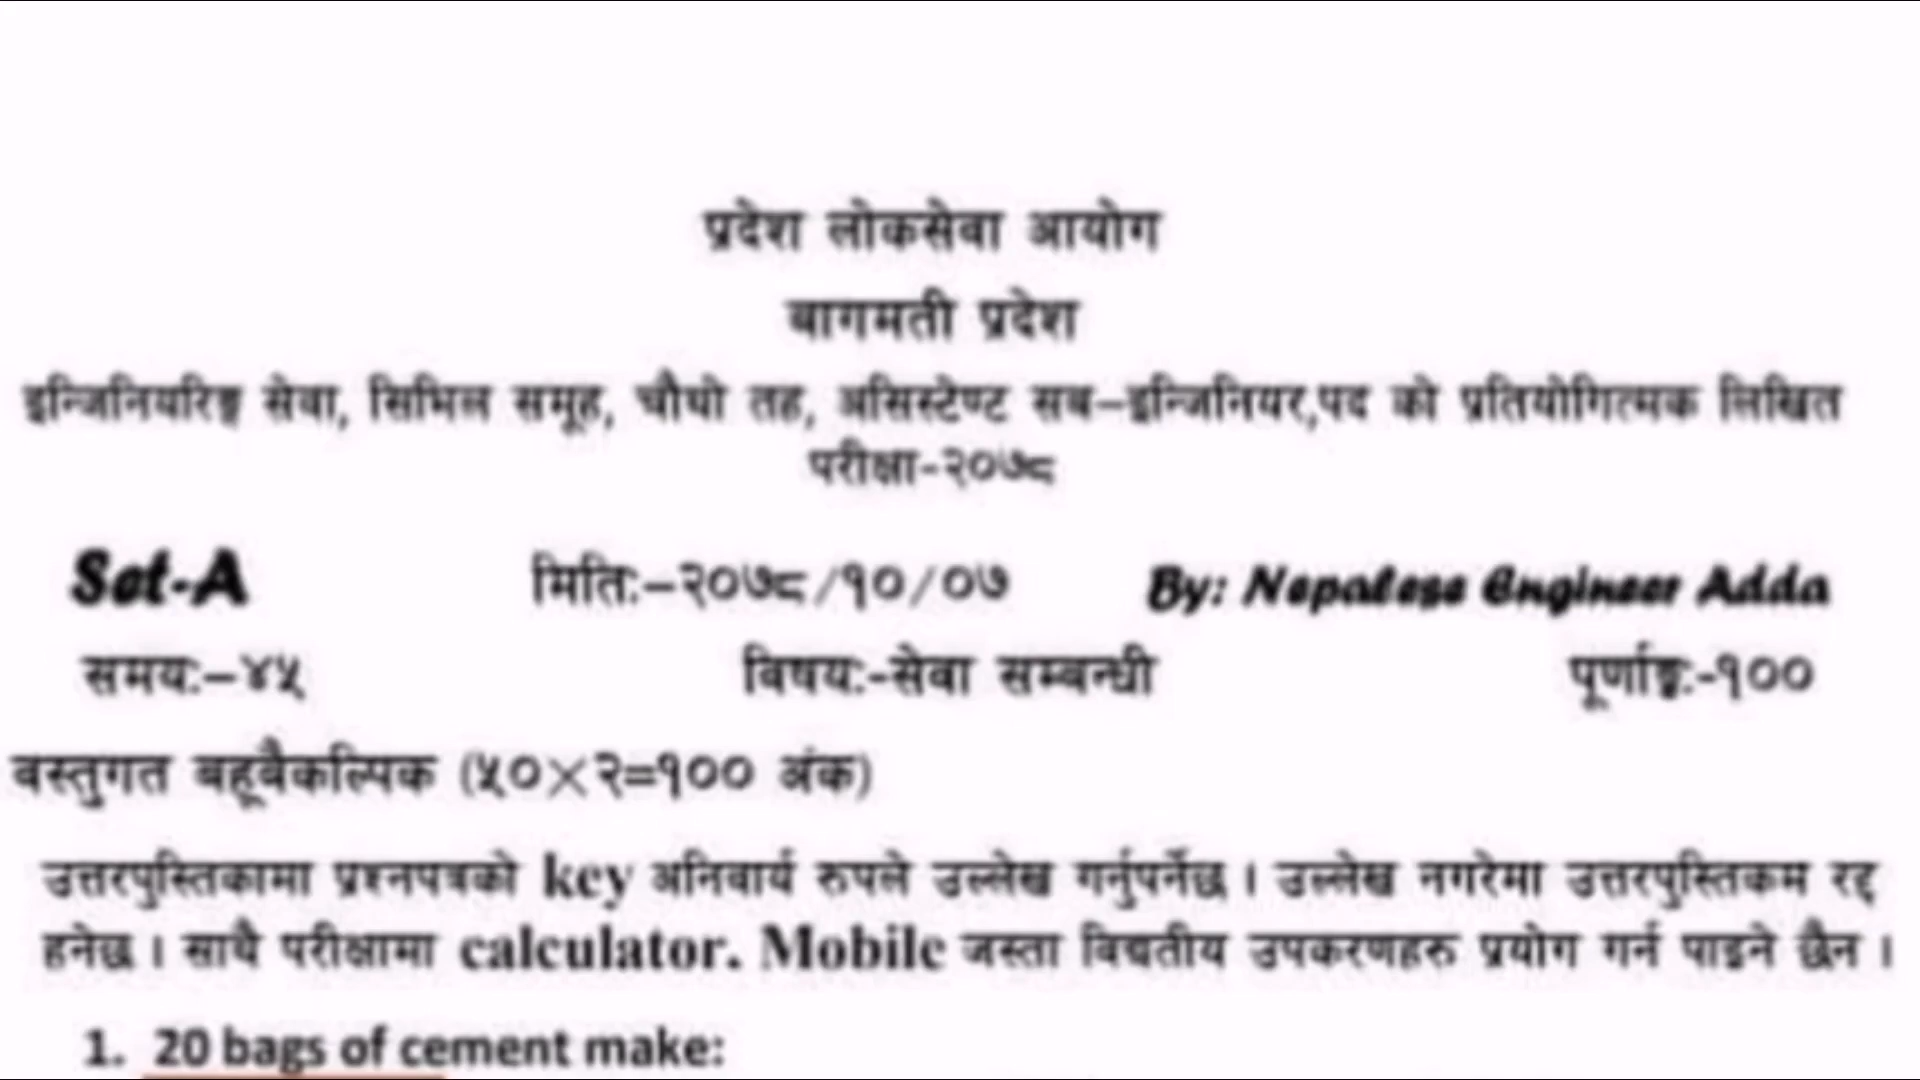 प्रदेश लोकसेवा आयोग
बागमती प्रदेश
इन्जिनियरिङ्ग सेवा, सिभिल समूह, चौथो तह, असिस्टेण्ट सब–इन्जिनियर,पद को प्रतियोगित्मक लिखित
परीक्षा-२०७८
Set-A मितिः–२०७८/१०/०७ By: Nepalese Engineer Adda
समयः–४५ विषयः-सेवा सम्बन्धी पूर्णाङ्कः-१००
बस्तुगत बहूबैकल्पिक (५०×२=१०० अंक)
उत्तरपुस्तिकामा प्रश्नपत्रको key अनिवार्य रुपले उल्लेख गर्नुपर्नेछ । उल्लेख नगरेमा उत्तरपुस्तिकम रद्द
हनेछ । साथै परीक्षामा calculator. Mobile जस्ता विद्यतीय उपकरणहरु प्रयोग गर्न पाइने छैन ।
1. 20 bags of cement make: